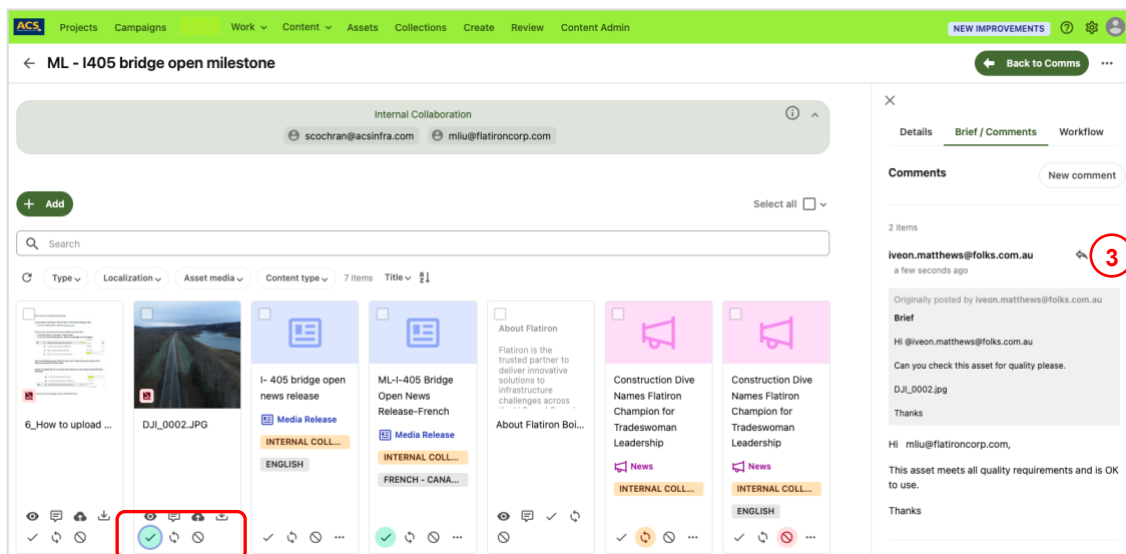 ACS Projects Campaigns Work Content Assets Collections Create Review Content Admin NEW IMPROVEMENTS
ML - I405 bridge open milestone
Back to Comms
Internal Collaboration
scochran@acsinfra.com mliu@flatironcorp.com
Add
Select all
Search
Type Localization Asset media Content type 7 items Title
6_How to upload ...
DJI_0002.JPG
I- 405 bridge open
news release
Media Release
INTERNAL COLL...
ENGLISH
ML-I-405 Bridge
Open News
Release-French
Media Release
INTERNAL COLL...
FRENCH - CANA...
About Flatiron
Flatiron is the
trusted partner to
deliver innovative
solutions to
infrastructure
challenges across
About Flatiron Boi...
Construction Dive
Names Flatiron
Champion for
Tradeswoman
Leadership
News
INTERNAL COLL...
Construction Dive
Names Flatiron
Champion for
Tradeswoman
Leadership
News
INTERNAL COLL...
ENGLISH
Details Brief / Comments Workflow
Comments
New comment
2 items
iveon.matthews@folks.com.au
3
a few seconds ago
Originally posted by iveon.matthews@folks.com.au
Brief
Hi @iveon.matthews@folks.com.au
Can you check this asset for quality please.
DJI_0002.jpg
Thanks
Hi mliu@flatironcorp.com,
This asset meets all quality requirements and is OK
to use.
Thanks